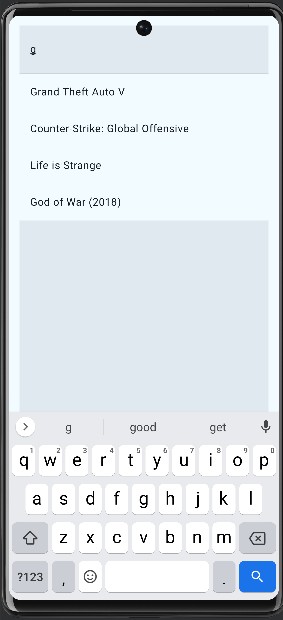 g
Grand Theft Auto V
Counter Strike: Global Offensive
Life is Strange
God of War (2018)
g good get
1 2 3 4 5 6 7 8 9 0
q w e r t y u i o p
a s d f g h j k l
z x c v b n m
?123 , .